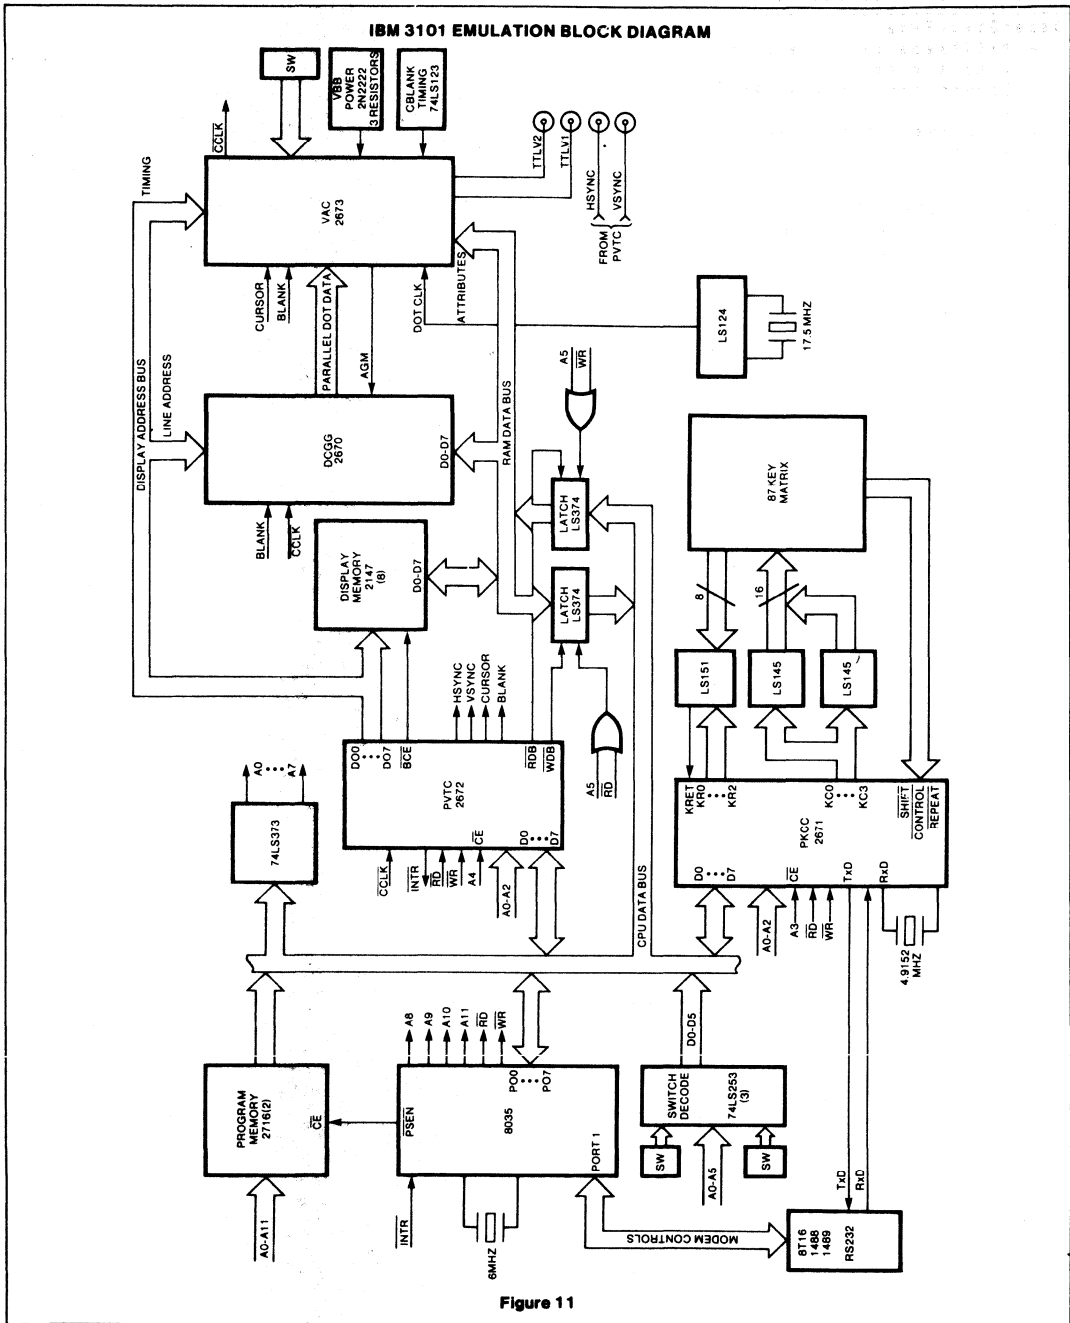 IBM 3101 EMULATION BLOCK DIAGRAM
SW
VBB
POWER
2N2222
3 RESISTORS
CBLANK
TIMING
74LS123
CCLK
TIMING
VAC
2673
TTLV2
TTLV1
HSYNC
VSYNC
FROM
PVTC
CURSOR
BLANK
PARALLEL DOT DATA
AGM
DOT CLK
ATTRIBUTES
LS124
17.5 MHZ
DISPLAY ADDRESS BUS
LINE ADDRESS
DCGG
2670
D0-D7
RAM DATA BUS
A5
WR
BLANK
CCLK
DISPLAY
MEMORY
2147
(8)
D0-D7
LATCH
LS374
LATCH
LS374
87 KEY
MATRIX
8
16
LS151
LS145
LS145
A0
A7
74LS373
DO0
DO7
BCE
HSYNC
VSYNC
CURSOR
BLANK
RDB
WDB
PVTC
2672
CE
D0
D7
A5
RD
CCLK
INTR
RD
WR
A4
A0-A2
CPU DATA BUS
KRET
KR0
KR2
KC0
KC3
SHIFT
CONTROL
REPEAT
PKCC
2671
D0
D7
CE
TxD
RxD
A0-A2
A3
RD
WR
4.9152
MHZ
PROGRAM
MEMORY
2716(2)
CE
A0-A11
A8
A9
A10
A11
RD
WR
PSEN
PO0
PO7
8035
PORT 1
INTR
6MHZ
D0-D5
SWITCH
DECODE
74LS253
(3)
SW
SW
A0-A5
MODEM CONTROLS
TxD
RxD
8T16
1488
1489
RS232
Figure 11